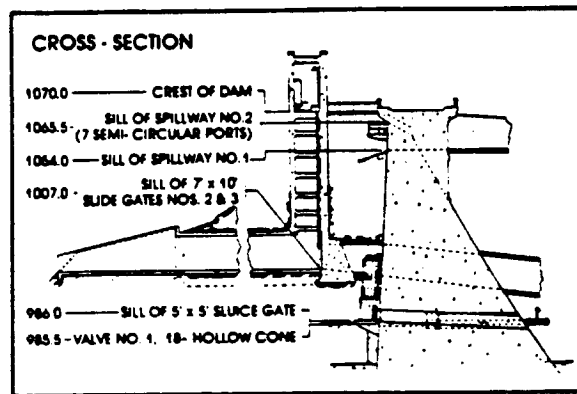 CROSS - SECTION
1070.0 — CREST OF DAM
1065.5 - SILL OF SPILLWAY NO. 2
(7 SEMI- CIRCULAR PORTS)
1054.0 — SILL OF SPILLWAY NO. 1
1007.0 - SILL OF 7' x 10'
SLIDE GATES NOS. 2 & 3
986.0 — SILL OF 5' x 5' SLUICE GATE
985.5 - VALVE NO. 1, 18- HOLLOW CONE